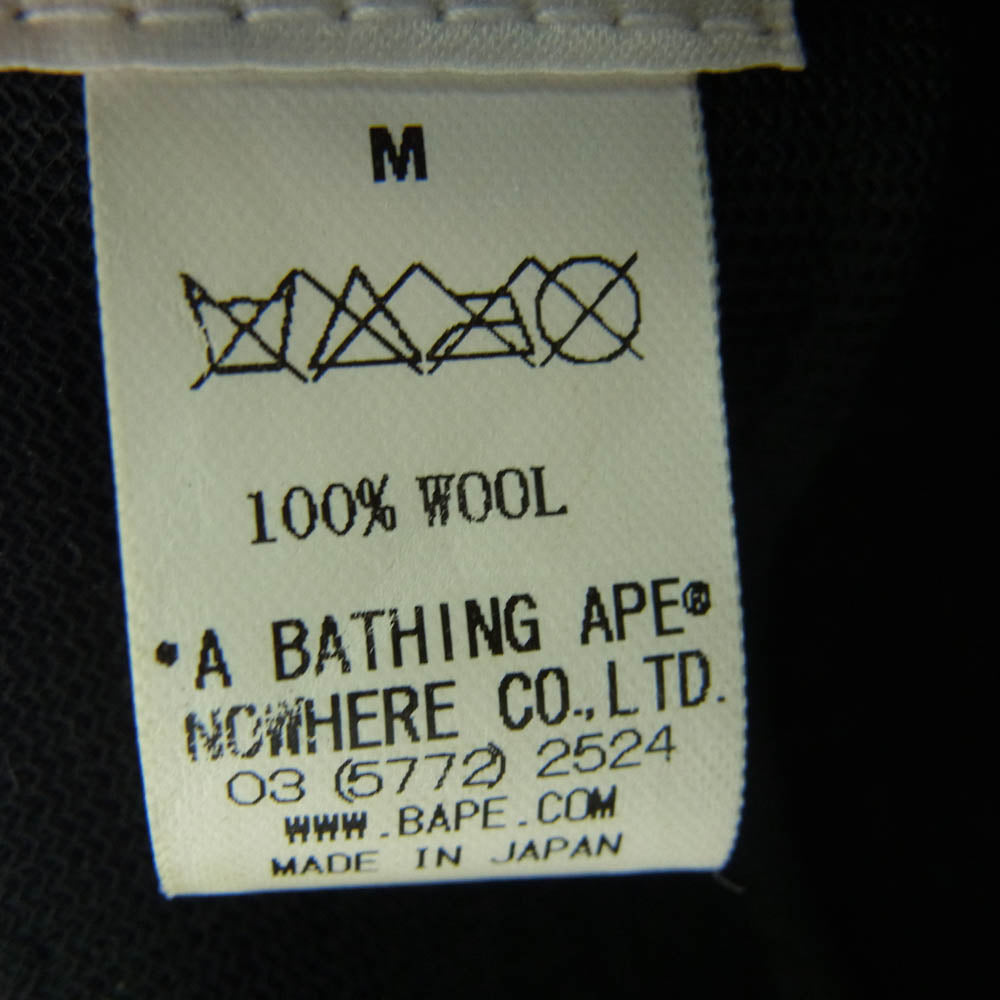 M
100% WOOL
•A BATHING APE®
NOWHERE CO.,LTD.
03 (5772) 2524
WWW.BAPE.COM
MADE IN JAPAN